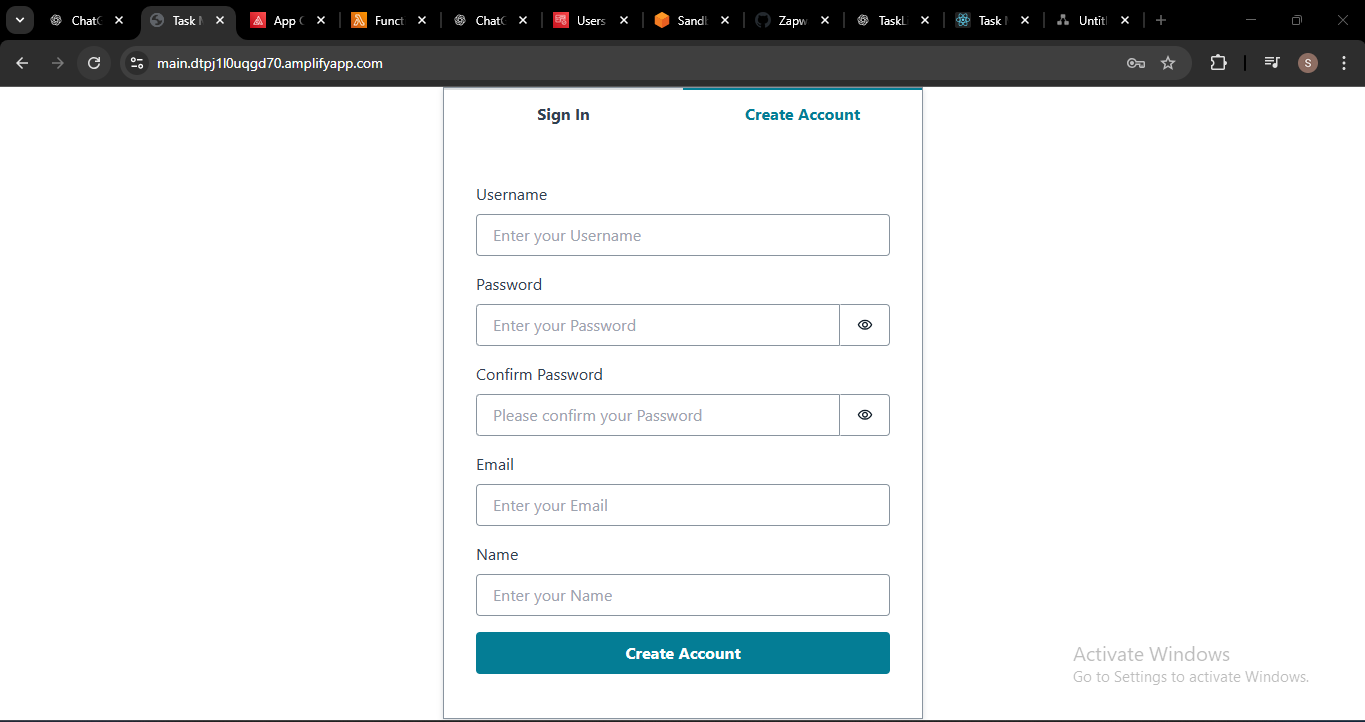 ChatG Task M App ( Funct ChatG Users Sandb Zapw TaskL Task M Untitl
main.dtpj1l0uqgd70.amplifyapp.com
S
Sign In Create Account
Username
Enter your Username
Password
Enter your Password
Confirm Password
Please confirm your Password
Email
Enter your Email
Name
Enter your Name
Create Account
Activate Windows
Go to Settings to activate Windows.